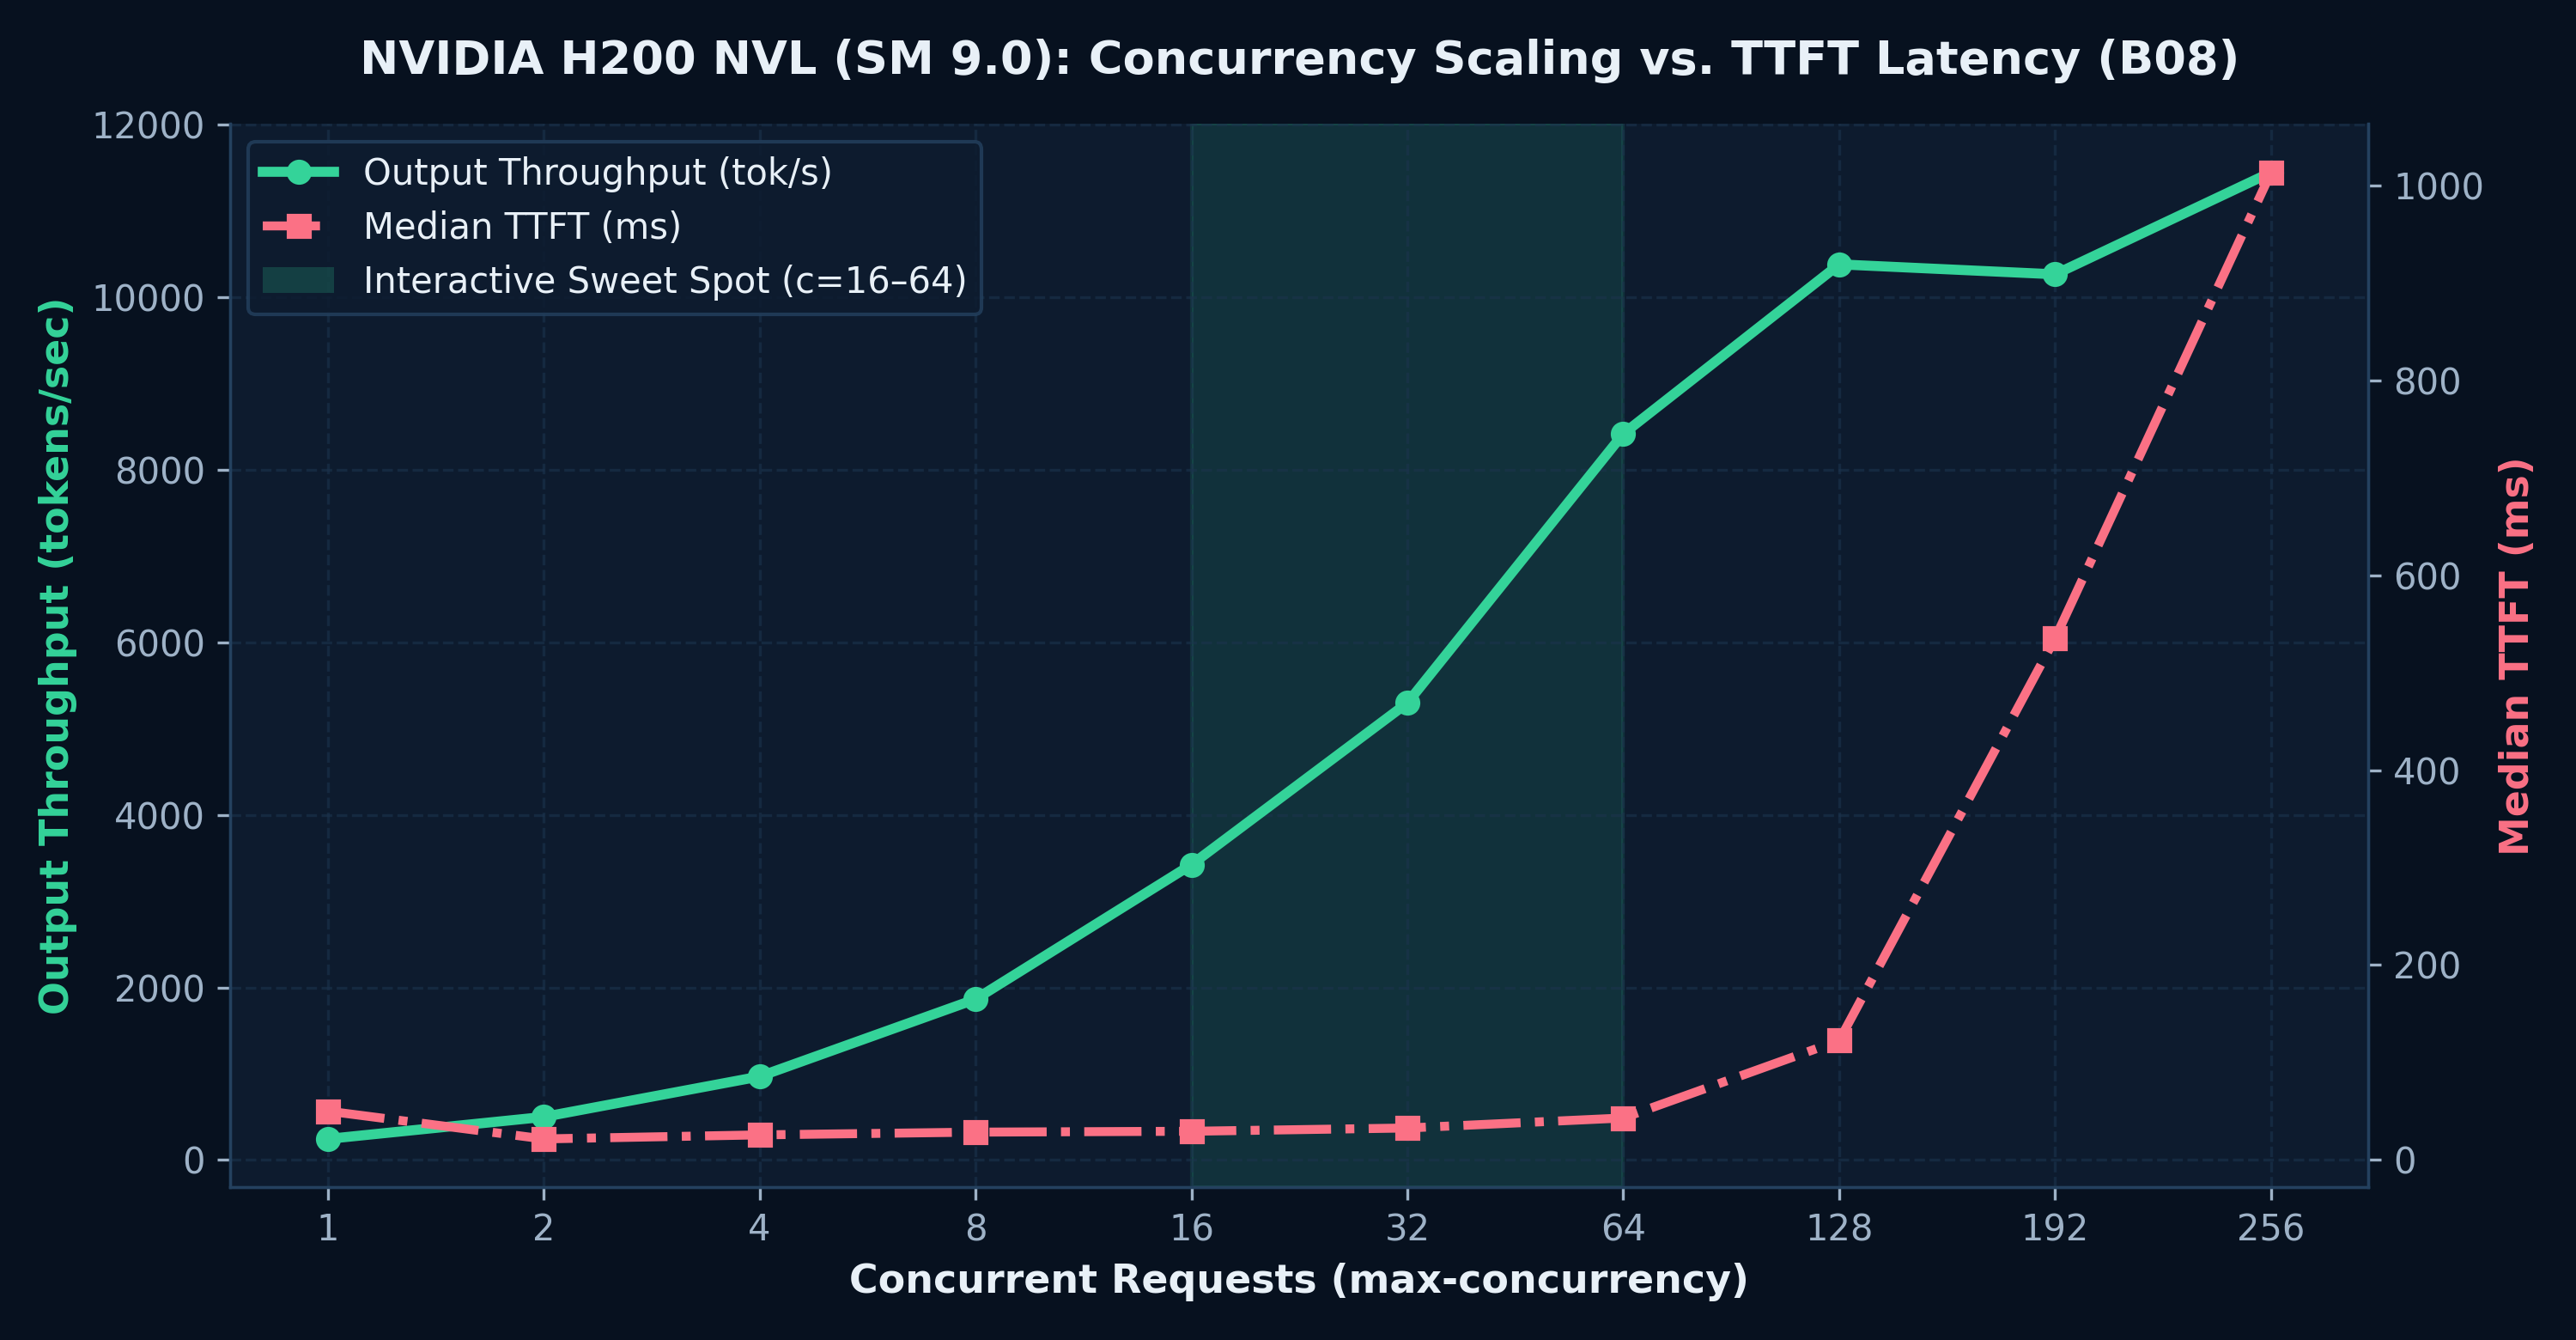 NVIDIA H200 NVL (SM 9.0): Concurrency Scaling vs. TTFT Latency (B08)
Output Throughput (tok/s)
Median TTFT (ms)
Interactive Sweet Spot (c=16–64)
Output Throughput (tokens/sec)
12000
10000
8000
6000
4000
2000
0
1000
800
600
400
200
0
Median TTFT (ms)
1 2 4 8 16 32 64 128 192 256
Concurrent Requests (max-concurrency)